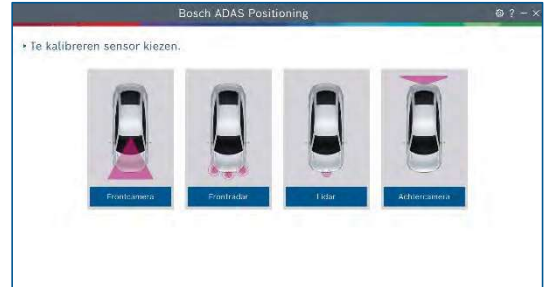 Bosch ADAS Positioning
Te kalibreren sensor kiezen.
Frontcamera
Frontradar
Lidar
Achtercamera